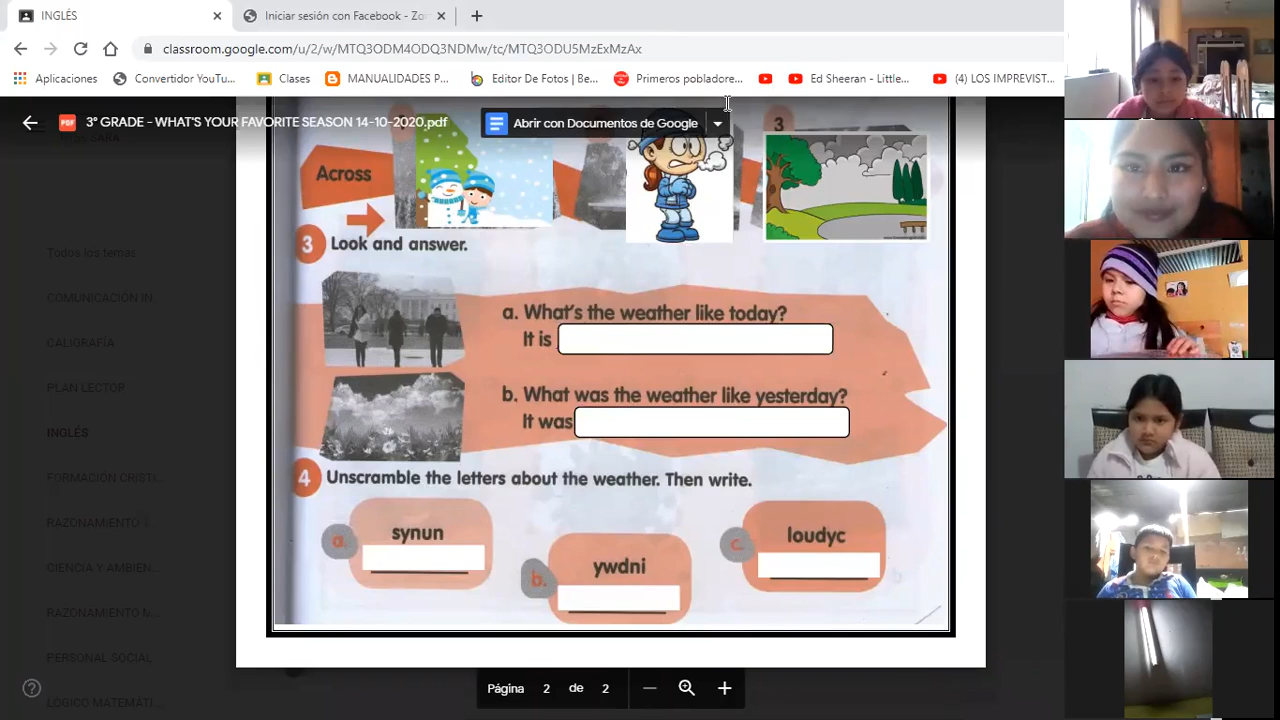 INGLÉS
Iniciar sesión con Facebook - Zo
classroom.google.com/u/2/w/MTQ3ODM4ODQ3NDMw/tc/MTQ3ODU5MzExMzAx
Aplicaciones
Convertidor YouTu...
Clases
MANUALIDADES P...
Editor De Fotos | Be...
Primeros pobladore...
Ed Sheeran - Little...
(4) LOS IMPREVIST...
PDF
3° GRADE - WHAT'S YOUR FAVORITE SEASON 14-10-2020.pdf
Abrir con Documentos de Google
3
Across
3 Look and answer.
a. What's the weather like today?
It is
b. What was the weather like yesterday?
It was
4 Unscramble the letters about the weather. Then write.
a. synun
b. ywdni
c. loudyc
Todos los temas
COMUNICACIÓN IN...
CALIGRAFÍA
PLAN LECTOR
INGLÉS
FORMACIÓN CRISTI...
RAZONAMIENTO
CIENCIA Y AMBIEN...
RAZONAMIENTO M...
PERSONAL SOCIAL
LÓGICO MATEMÁTI...
Página 2 de 2